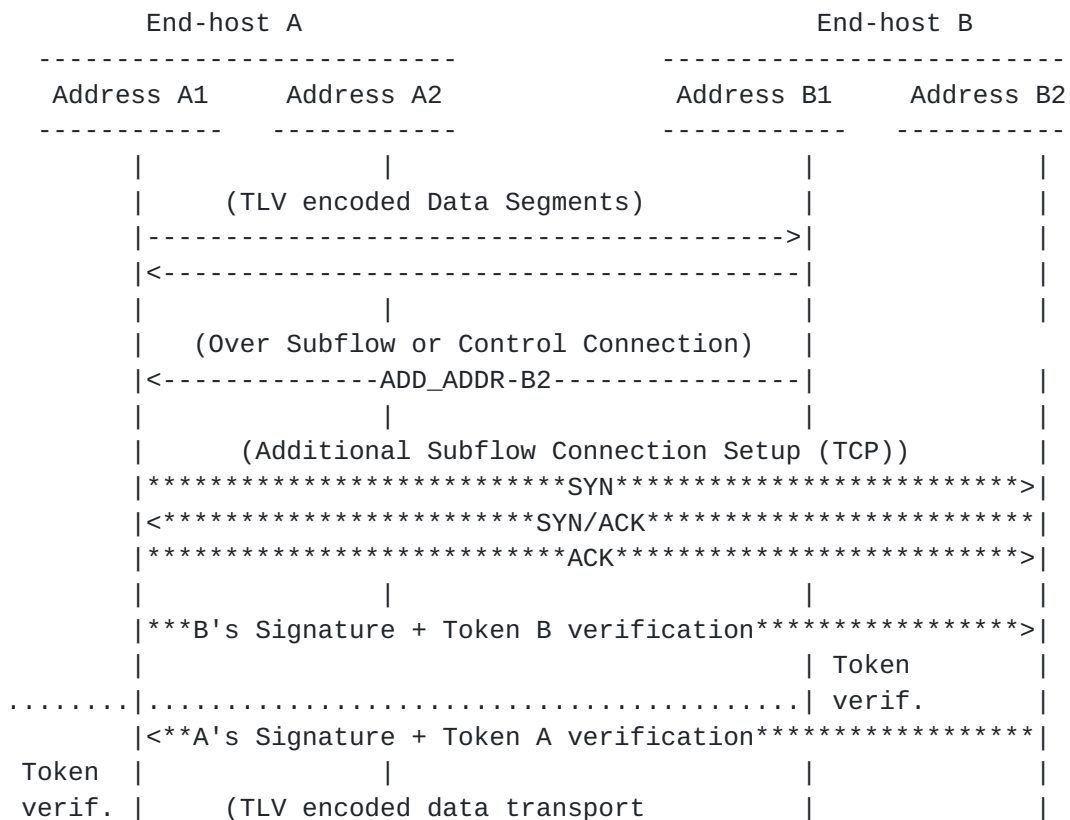 End-host A                                 End-host B
  ---------------------------             --------------------------
   Address A1     Address A2               Address B1     Address B2
  ------------   ------------             ------------   -----------
        |               |                          |              |
        |     (TLV encoded Data Segments)          |              |
        |----------------------------------------->|              |
        |<-----------------------------------------|              |
        |               |                          |              |
        |   (Over Subflow or Control Connection)   |
        |<--------------ADD_ADDR-B2----------------|              |
        |               |                          |              |
        |      (Additional Subflow Connection Setup (TCP))        |
        |***************************SYN**************************>|
        |<************************SYN/ACK*************************|
        |***************************ACK**************************>|
        |               |                          |              |
        |***B's Signature + Token B verification*****************>|
        |                                          | Token        |
........|..........................................| verif.       |
        |<**A's Signature + Token A verification******************|
 Token  |               |                          |              |
 verif. |     (TLV encoded data transport          |              |